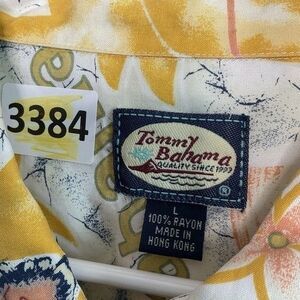 3384
Tommy
Bahama
QUALITY SINCE 1993
®
L
100% RAYON
MADE IN
HONG KONG